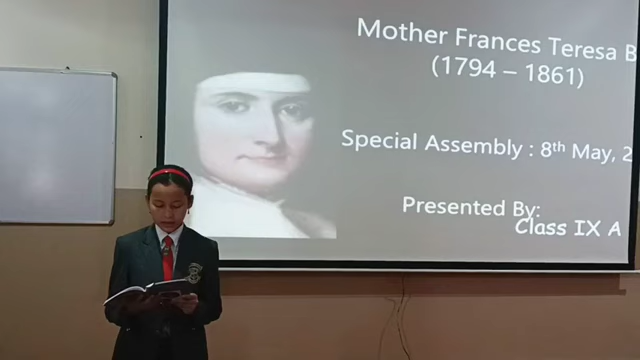 Mother Frances Teresa B
(1794 – 1861)
Special Assembly : 8th May, 2
Presented By:
Class IX A